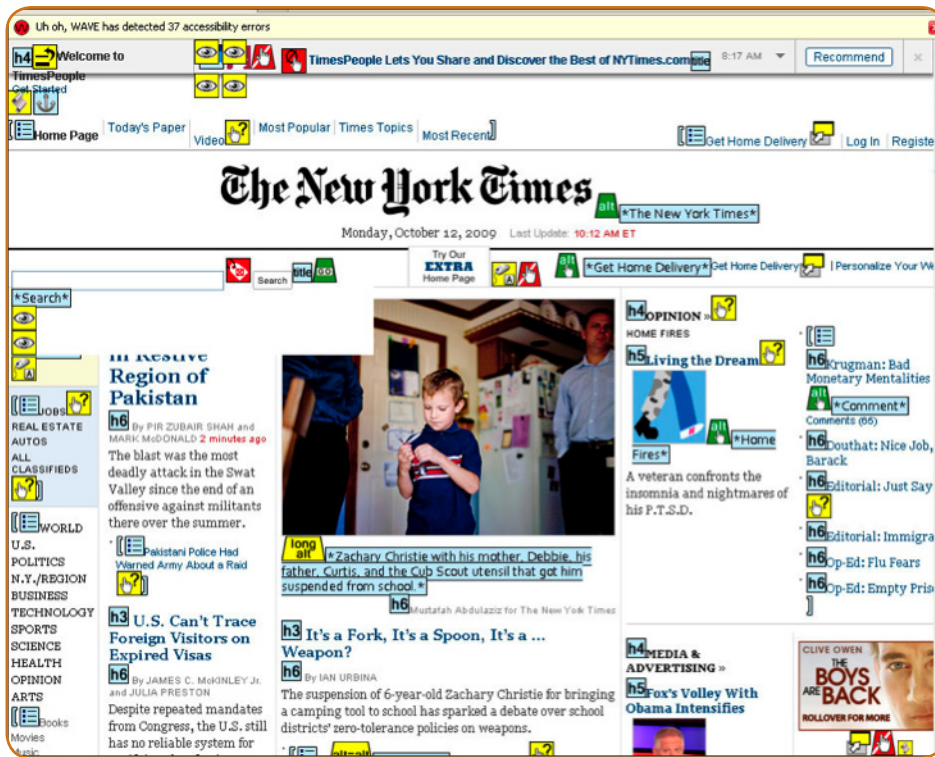 Uh oh, WAVE has detected 37 accessibility errors
h4 Welcome to
TimesPeople
Get Started
TimesPeople Lets You Share and Discover the Best of NYTimes.com title 8:17 AM Recommend
Home Page Today's Paper Video Most Popular Times Topics Most Recent
Get Home Delivery Log In Registe
The New York Times
alt *The New York Times*
Monday, October 12, 2009 Last Update: 10:12 AM ET
Search title GO
*Search*
Try Our
EXTRA
Home Page
alt *Get Home Delivery* Get Home Delivery Personalize Your We
JOBS
REAL ESTATE
AUTOS
ALL
CLASSIFIEDS
WORLD
U.S.
POLITICS
N.Y./REGION
BUSINESS
TECHNOLOGY
SPORTS
SCIENCE
HEALTH
OPINION
ARTS
Books
Movies
Music
in Restive
Region of
Pakistan
h6 By PIR ZUBAIR SHAH and
MARK McDONALD 2 minutes ago
The blast was the most
deadly attack in the Swat
Valley since the end of an
offensive against militants
there over the summer.
Pakistani Police Had
Warned Army About a Raid
h3 U.S. Can't Trace
Foreign Visitors on
Expired Visas
h6 By JAMES C. McKINLEY Jr.
and JULIA PRESTON
Despite repeated mandates
from Congress, the U.S. still
has no reliable system for
long
alt
*Zachary Christie with his mother, Debbie, his
father, Curtis, and the Cub Scout utensil that got him
suspended from school.*
h6 Mustafah Abdulaziz for The New York Times
h3 It's a Fork, It's a Spoon, It's a ...
Weapon?
h6 By IAN URBINA
The suspension of 6-year-old Zachary Christie for bringing
a camping tool to school has sparked a debate over school
districts' zero-tolerance policies on weapons.
alt=alt
h4 OPINION »
HOME FIRES
h5 Living the Dream
alt *Home
Fires*
A veteran confronts the
insomnia and nightmares of
his P.T.S.D.
h6 Krugman: Bad
Monetary Mentalities
alt *Comment*
Comments (65)
h6 Douthat: Nice Job,
Barack
h6 Editorial: Just Say
h6 Editorial: Immigra
h6 Op-Ed: Flu Fears
h6 Op-Ed: Empty Pris
h4 MEDIA &
ADVERTISING »
h5 Fox's Volley With
Obama Intensifies
CLIVE OWEN
THE
BOYS
ARE BACK
ROLLOVER FOR MORE